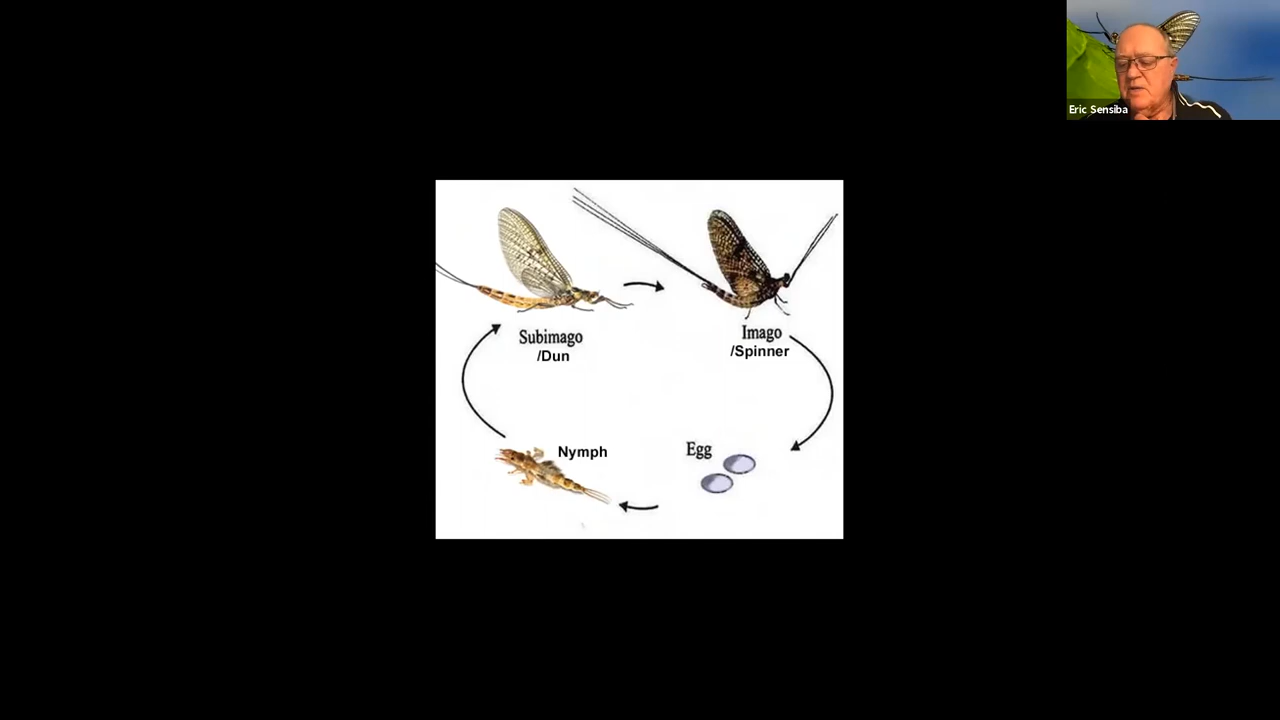 Eric Sensiba
Subimago
/Dun
Imago
/Spinner
Nymph
Egg